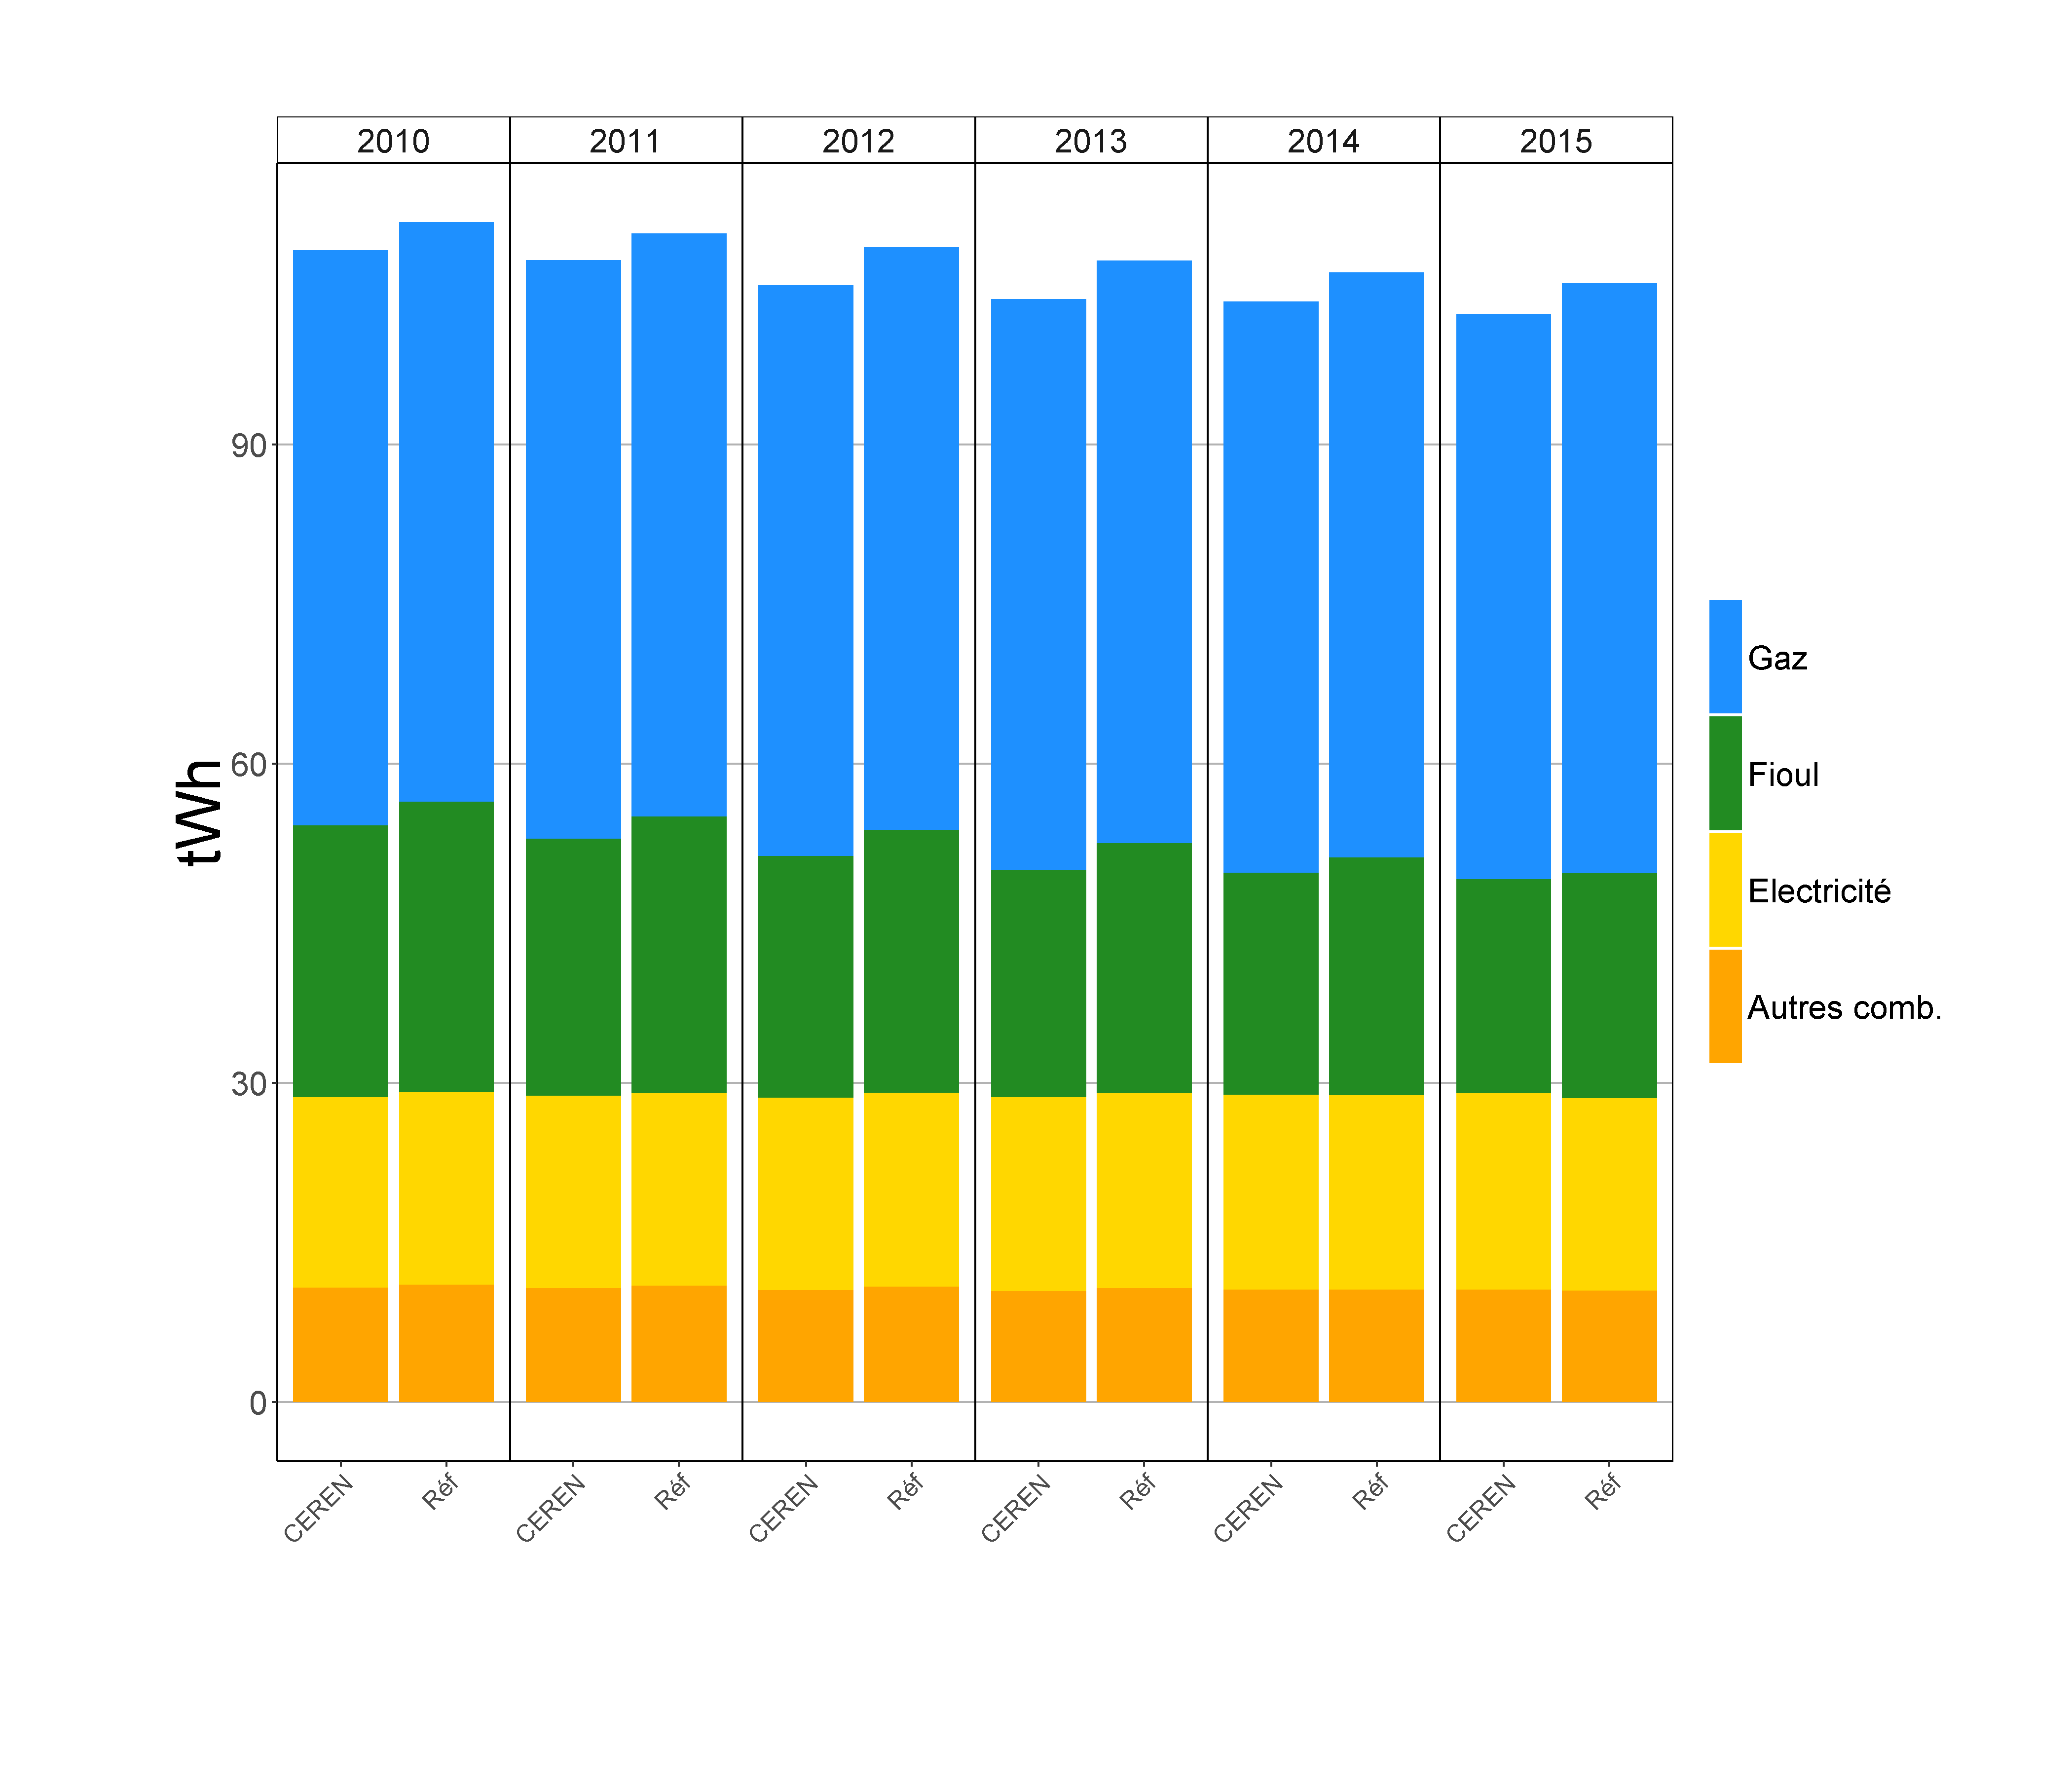 2010 2011 2012 2013 2014 2015
90
60
30
0
tWh
Gaz
Fioul
Electricité
Autres comb.
CEREN Réf CEREN Réf CEREN Réf CEREN Réf CEREN Réf CEREN Réf